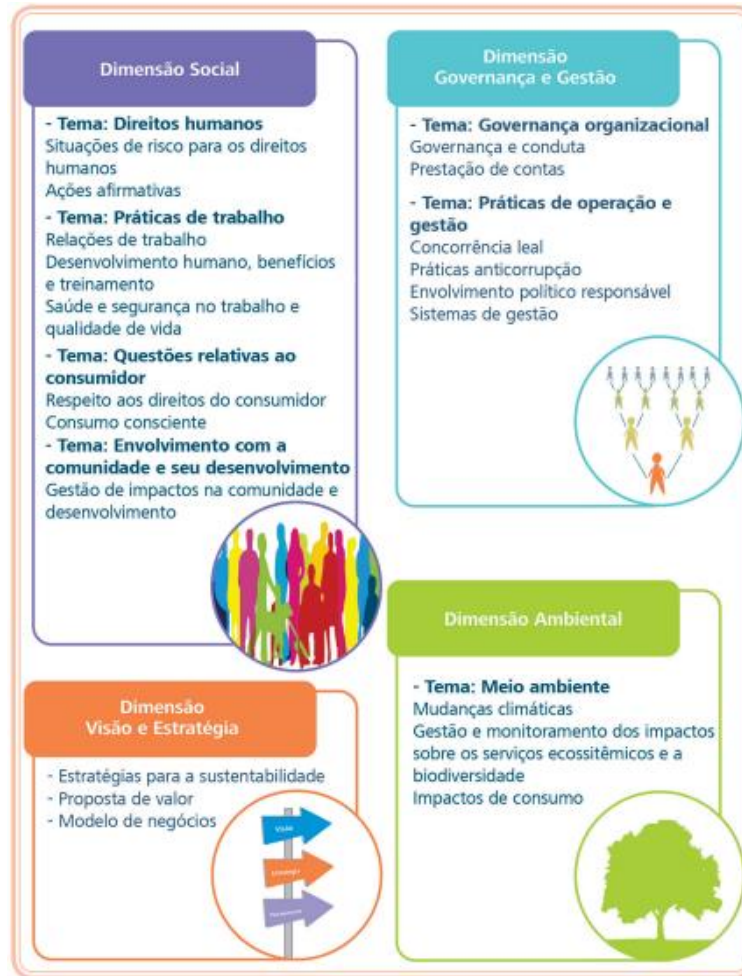 Dimensão Social
- Tema: Direitos humanos
Situações de risco para os direitos
humanos
Ações afirmativas
- Tema: Práticas de trabalho
Relações de trabalho
Desenvolvimento humano, benefícios
e treinamento
Saúde e segurança no trabalho e
qualidade de vida
- Tema: Questões relativas ao
consumidor
Respeito aos direitos do consumidor
Consumo consciente
- Tema: Envolvimento com a
comunidade e seu desenvolvimento
Gestão de impactos na comunidade e
desenvolvimento
Dimensão
Governança e Gestão
- Tema: Governança organizacional
Governança e conduta
Prestação de contas
- Tema: Práticas de operação e
gestão
Concorrência leal
Práticas anticorrupção
Envolvimento político responsável
Sistemas de gestão
Dimensão
Visão e Estratégia
- Estratégias para a sustentabilidade
- Proposta de valor
- Modelo de negócios
Visão
Dimensão Ambiental
- Tema: Meio ambiente
Mudanças climáticas
Gestão e monitoramento dos impactos
sobre os serviços ecossitêmicos e a
biodiversidade
Impactos de consumo